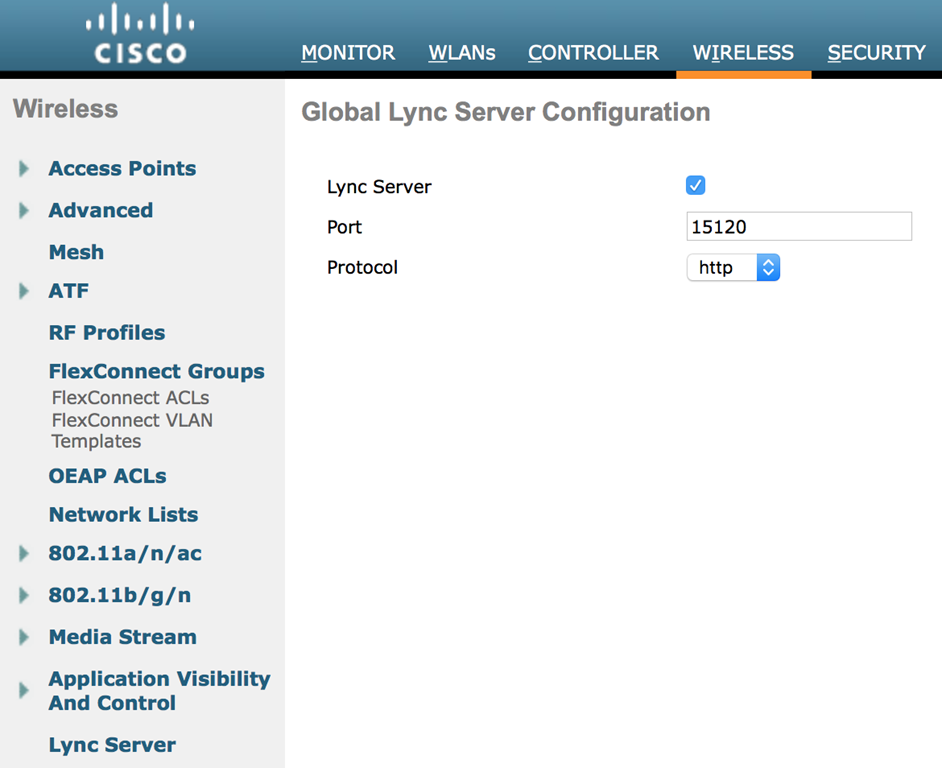 CISCO
MONITOR WLANs CONTROLLER WIRELESS SECURITY
Wireless
Access Points
Advanced
Mesh
ATF
RF Profiles
FlexConnect Groups
FlexConnect ACLs
FlexConnect VLAN
Templates
OEAP ACLs
Network Lists
802.11a/n/ac
802.11b/g/n
Media Stream
Application Visibility
And Control
Lync Server
Global Lync Server Configuration
Lync Server
Port 15120
Protocol http